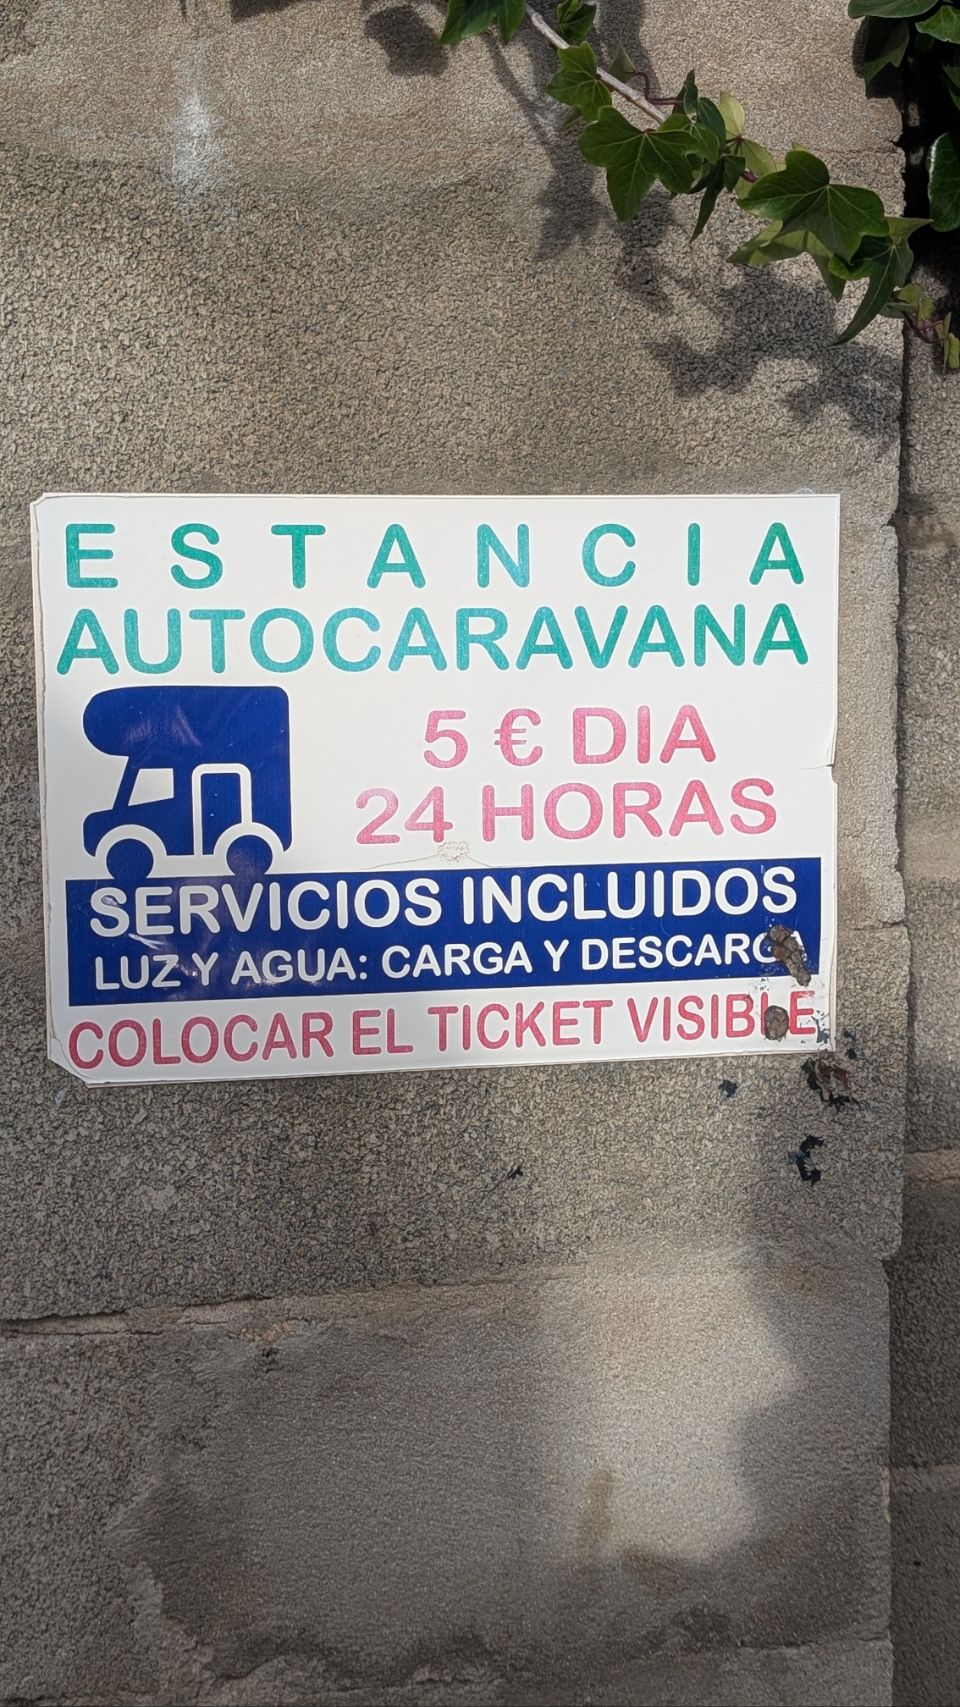 ESTANCIA
AUTOCARAVANA
5 € DIA
24 HORAS
SERVICIOS INCLUIDOS
LUZ Y AGUA: CARGA Y DESCARGA
COLOCAR EL TICKET VISIBLE